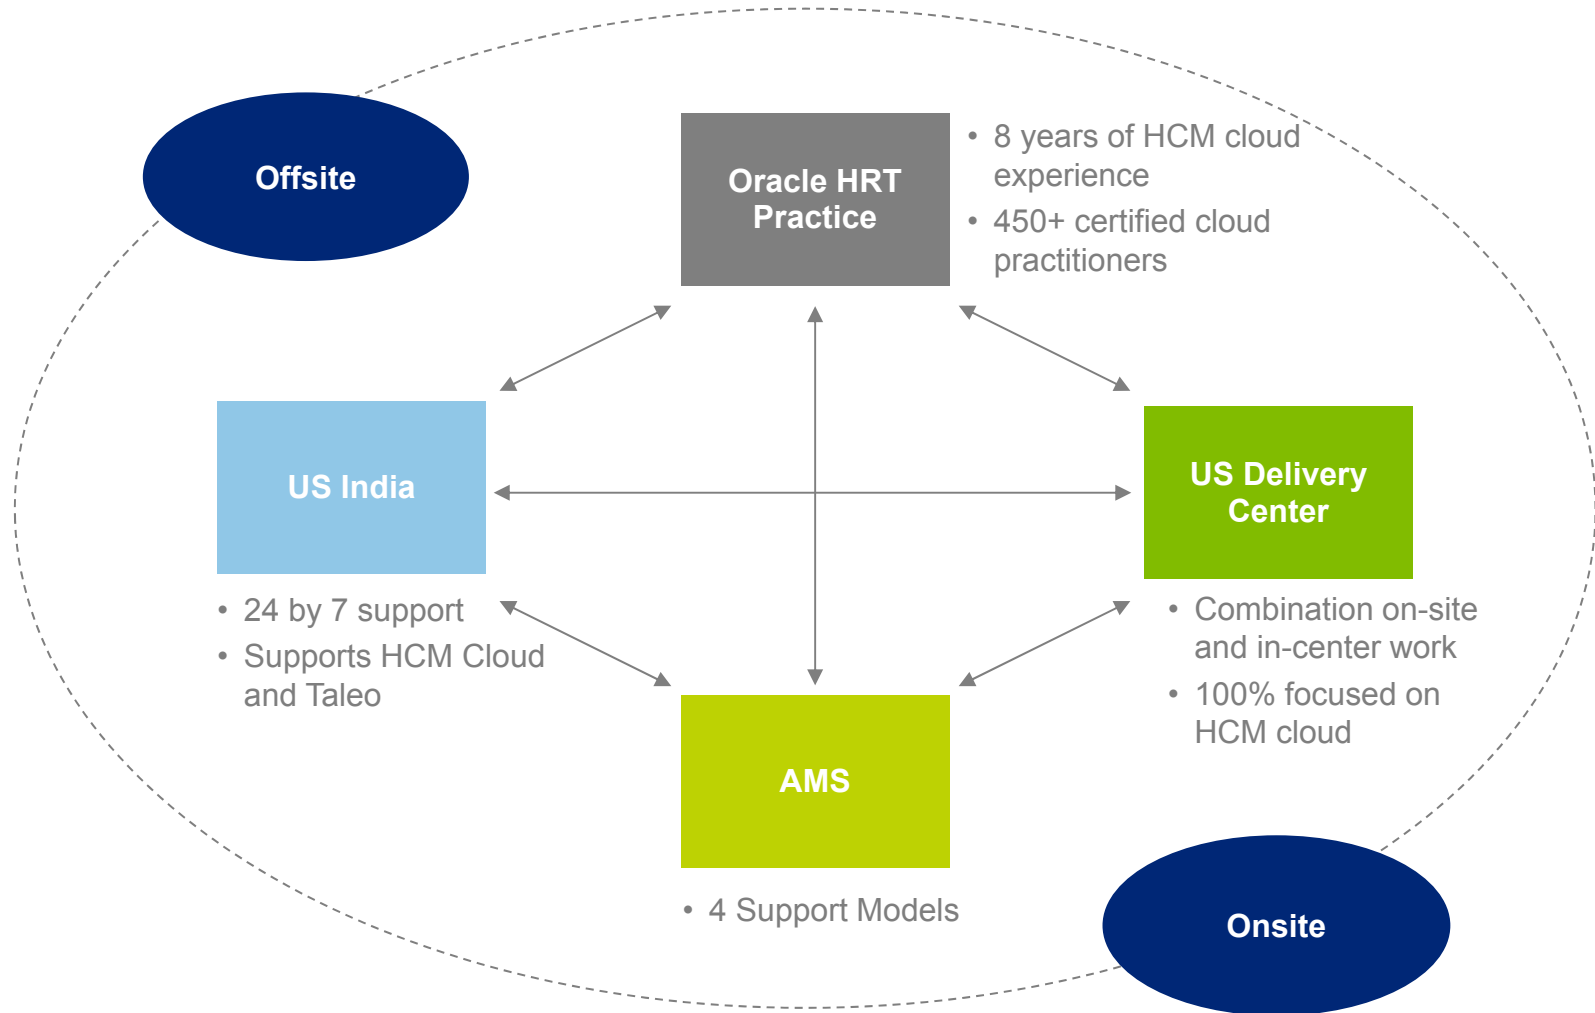 Offsite
Oracle HRT
Practice
• 8 years of HCM cloud
experience
• 450+ certified cloud
practitioners
US India
• 24 by 7 support
• Supports HCM Cloud
and Taleo
US Delivery
Center
• Combination on-site
and in-center work
• 100% focused on
HCM cloud
AMS
• 4 Support Models
Onsite